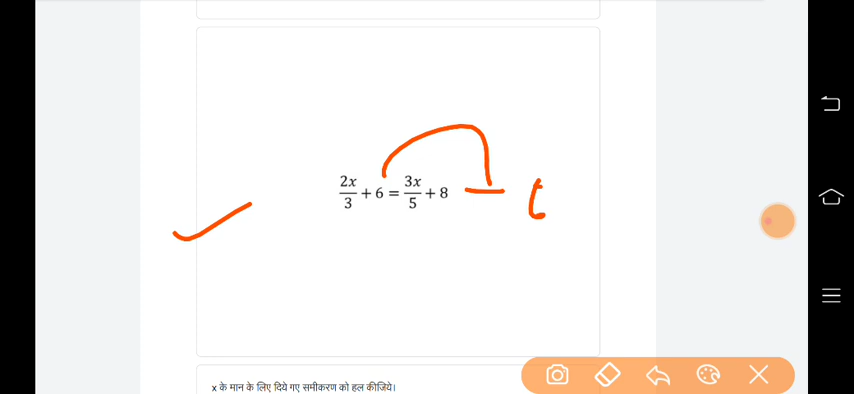 2x/3 + 6 = 3x/5 + 8 —
x के मान के लिए दिये गए समीकरण को हल कीजिये।